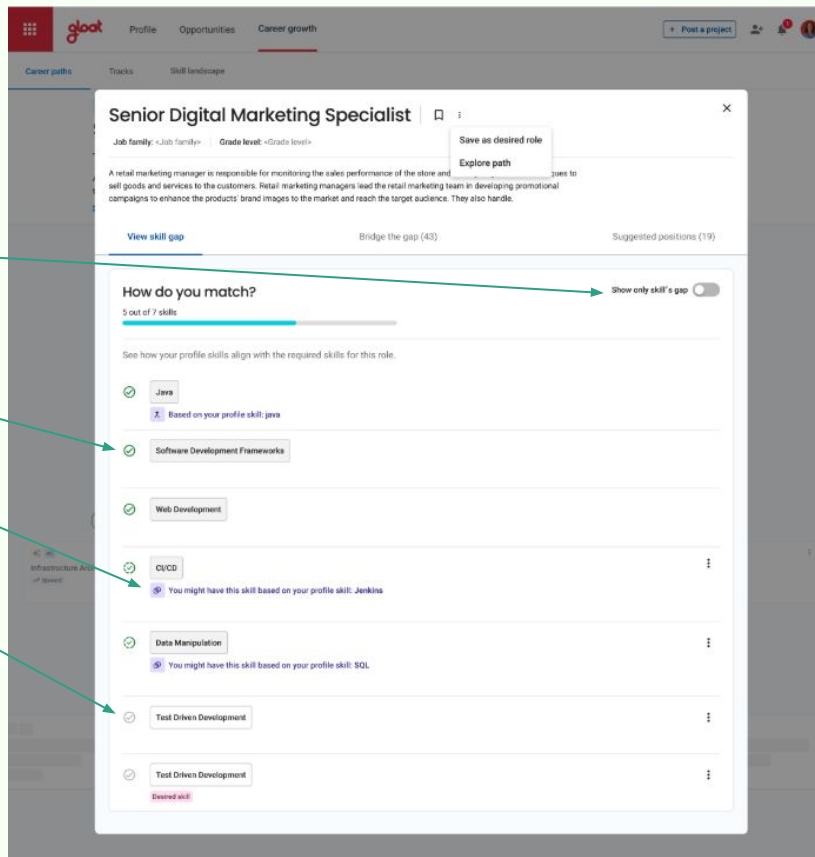 gloat
Profile
Opportunities
Career growth
+ Post a project
Career paths
Tracks
Skill landscape
Senior Digital Marketing Specialist
Save as desired role
Explore path
Job family: <Job family>
Grade level: <Grade level>
A retail marketing manager is responsible for monitoring the sales performance of the store and
sell goods and services to the customers. Retail marketing managers lead the retail marketing team in developing promotional
campaigns to enhance the products' brand images to the market and reach the target audience. They also handle.
View skill gap
Bridge the gap (43)
Suggested positions (19)
How do you match?
Show only skill's gap
5 out of 7 skills
See how your profile skills align with the required skills for this role.
Java
Based on your profile skill: java
Software Development Frameworks
Web Development
CI/CD
You might have this skill based on your profile skill: Jenkins
Data Manipulation
You might have this skill based on your profile skill: SQL
Test Driven Development
Test Driven Development
Desired skill
Infrastructure